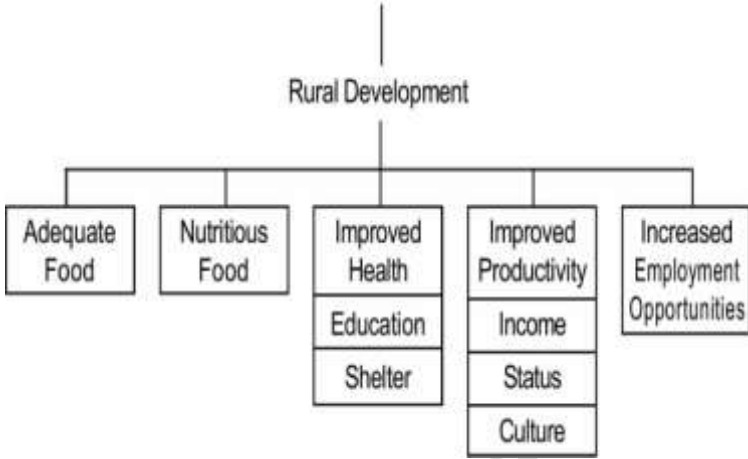 Rural Development
Adequate
Food
Nutritious
Food
Improved
Health
Education
Shelter
Improved
Productivity
Income
Status
Culture
Increased
Employment
Opportunities